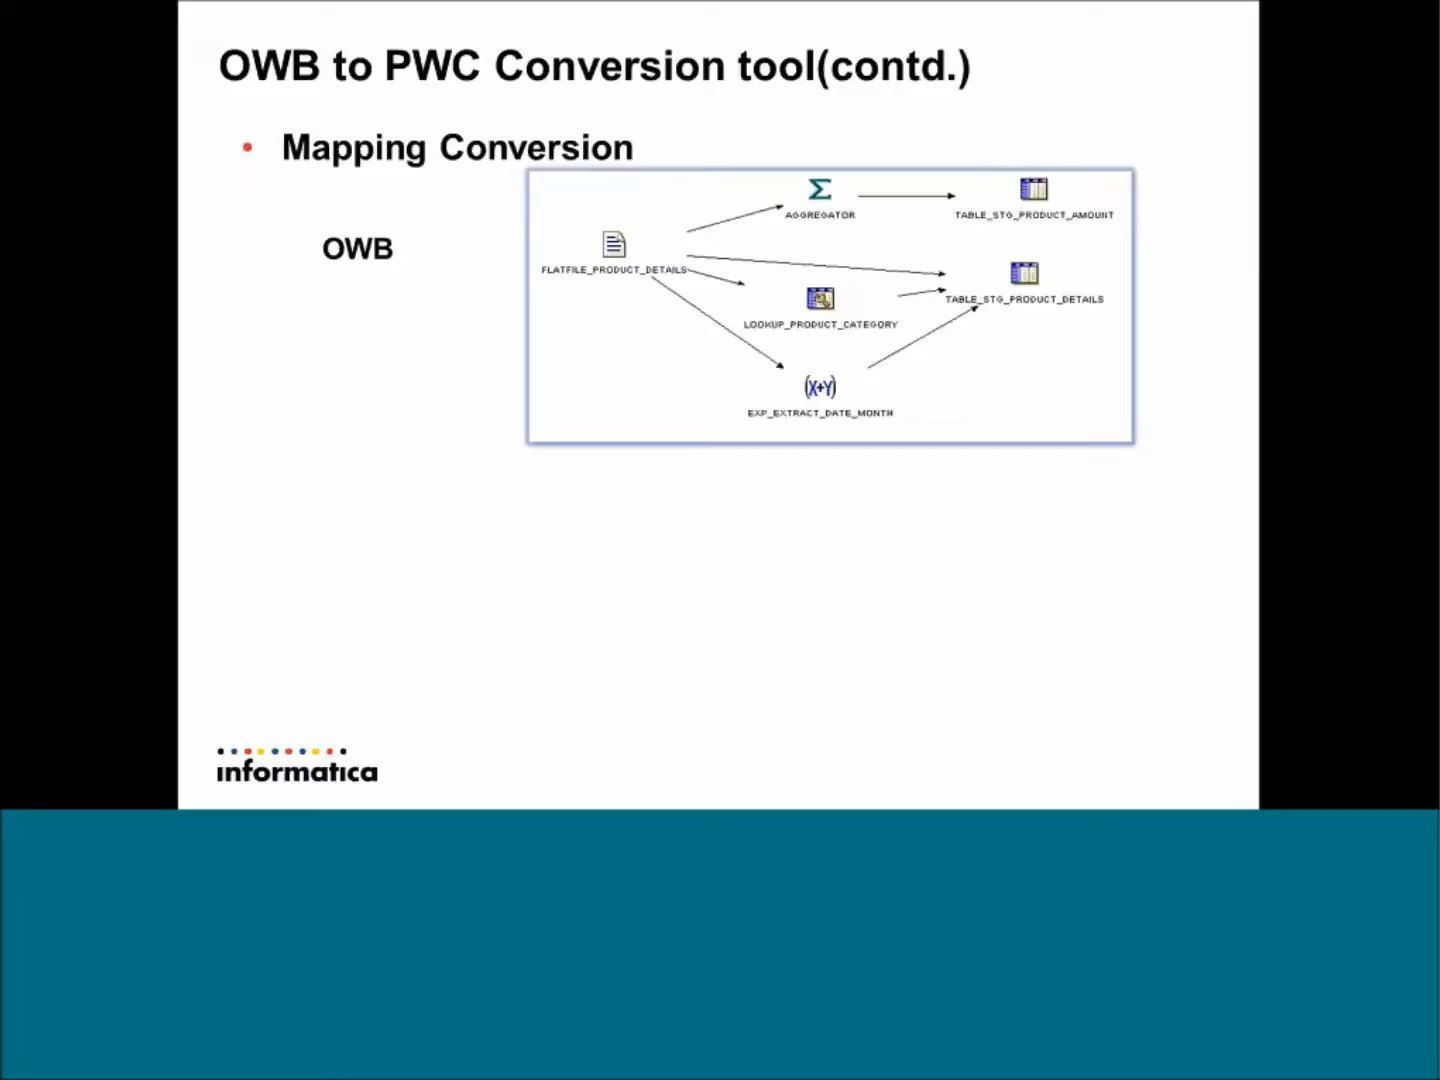 OWB to PWC Conversion tool(contd.)
• Mapping Conversion
OWB
Σ
AGGREGATOR
TABLE_STG_PRODUCT_AMOUNT
FLATFILE_PRODUCT_DETAILS
TABLE_STG_PRODUCT_DETAILS
LOOKUP_PRODUCT_CATEGORY
(X+Y)
EXP_EXTRACT_DATE_MONTH
informatica